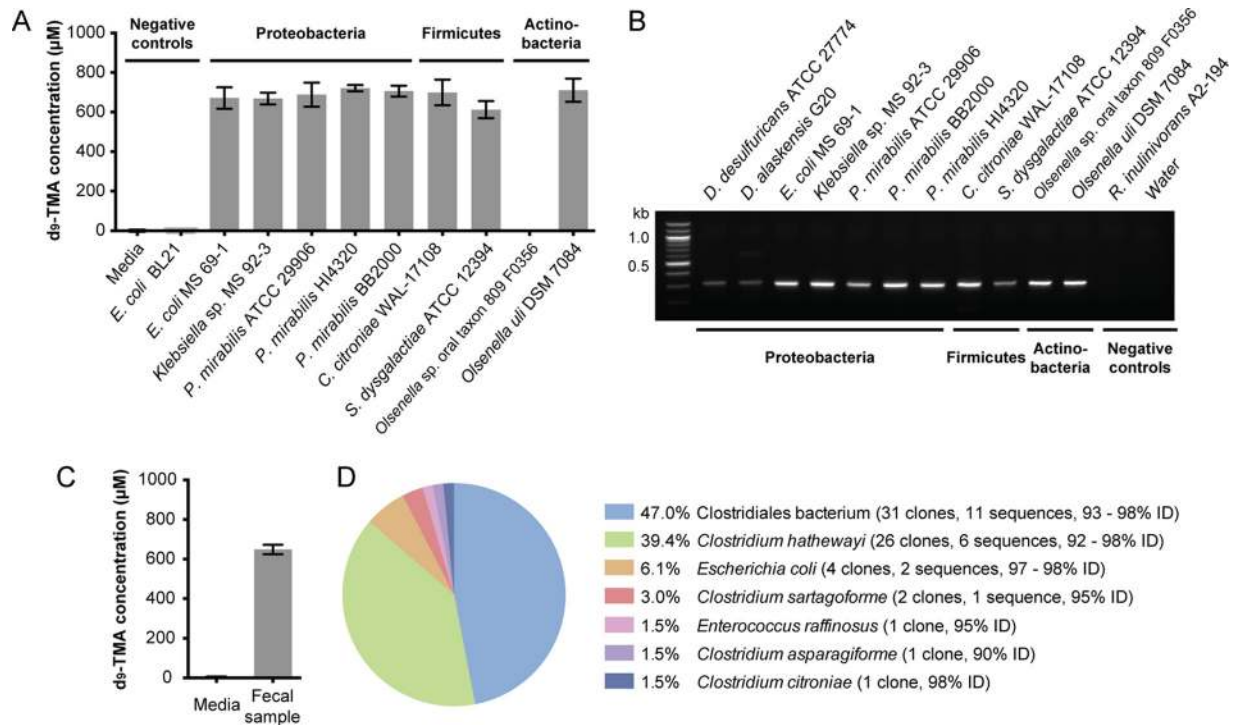 A
d9-TMA concentration (µM)
1000
800
600
400
200
0
Negative
controls
Proteobacteria
Firmicutes
Actino-
bacteria
Media
E. coli BL21
E. coli MS 69-1
Klebsiella sp. MS 92-3
P. mirabilis ATCC 29906
P. mirabilis HI4320
P. mirabilis BB2000
C. citroniae WAL-17108
S. dysgalactiae ATCC 12394
Olsenella sp. oral taxon 809 F0356
Olsenella uli DSM 7084
B
D. desulfuricans ATCC 27774
D. alaskensis G20
E. coli MS 69-1
Klebsiella sp. MS 92-3
P. mirabilis ATCC 29906
P. mirabilis BB2000
P. mirabilis HI4320
C. citroniae WAL-17108
S. dysgalactiae ATCC 12394
Olsenella sp. oral taxon 809 F0356
Olsenella uli DSM 7084
R. inulinivorans A2-194
Water
kb
1.0
0.5
Proteobacteria
Firmicutes
Actino-
bacteria
Negative
controls
C
d9-TMA concentration (µM)
1000
800
600
400
200
0
Media
Fecal
sample
D
47.0% Clostridiales bacterium (31 clones, 11 sequences, 93 - 98% ID)
39.4% Clostridium hathewayi (26 clones, 6 sequences, 92 - 98% ID)
6.1% Escherichia coli (4 clones, 2 sequences, 97 - 98% ID)
3.0% Clostridium sartagoforme (2 clones, 1 sequence, 95% ID)
1.5% Enterococcus raffinosus (1 clone, 95% ID)
1.5% Clostridium asparagiforme (1 clone, 90% ID)
1.5% Clostridium citroniae (1 clone, 98% ID)